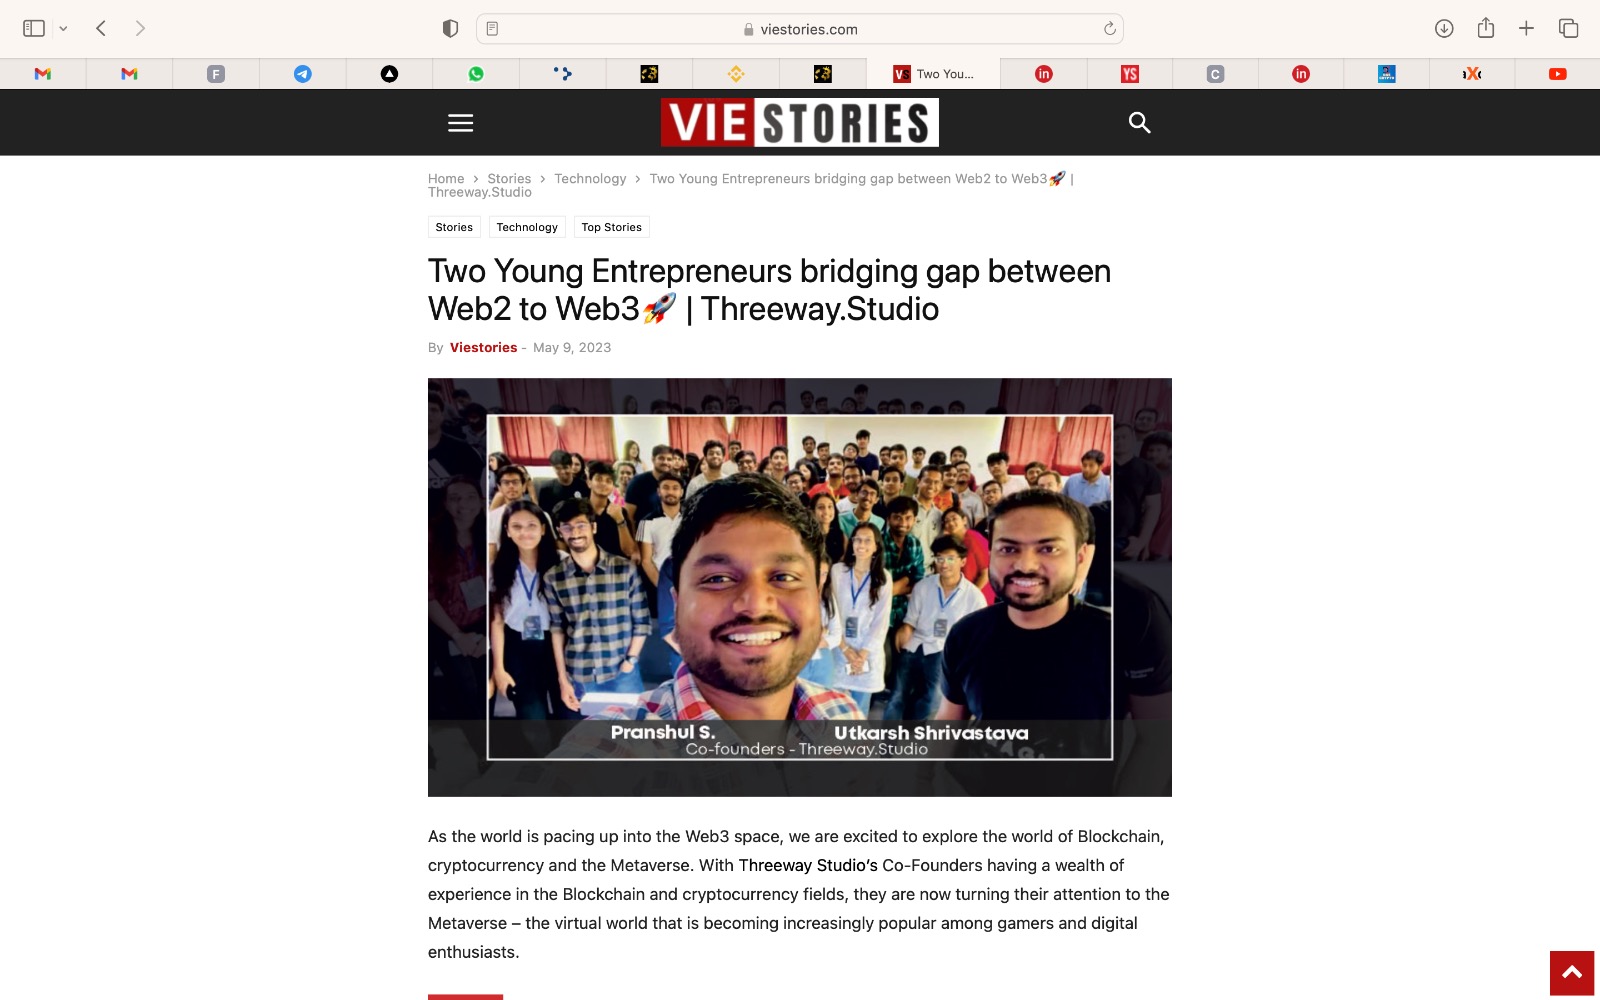 viestories.com
F
VS
Two You...
in
YS
C
in
VIE STORIES
Home > Stories > Technology > Two Young Entrepreneurs bridging gap between Web2 to Web3🚀 |
Threeway.Studio
Stories Technology Top Stories
Two Young Entrepreneurs bridging gap between
Web2 to Web3🚀 | Threeway.Studio
By Viestories - May 9, 2023
Pranshul S. Utkarsh Shrivastava
Co-founders - Threeway.Studio
As the world is pacing up into the Web3 space, we are excited to explore the world of Blockchain,
cryptocurrency and the Metaverse. With Threeway Studio’s Co-Founders having a wealth of
experience in the Blockchain and cryptocurrency fields, they are now turning their attention to the
Metaverse – the virtual world that is becoming increasingly popular among gamers and digital
enthusiasts.